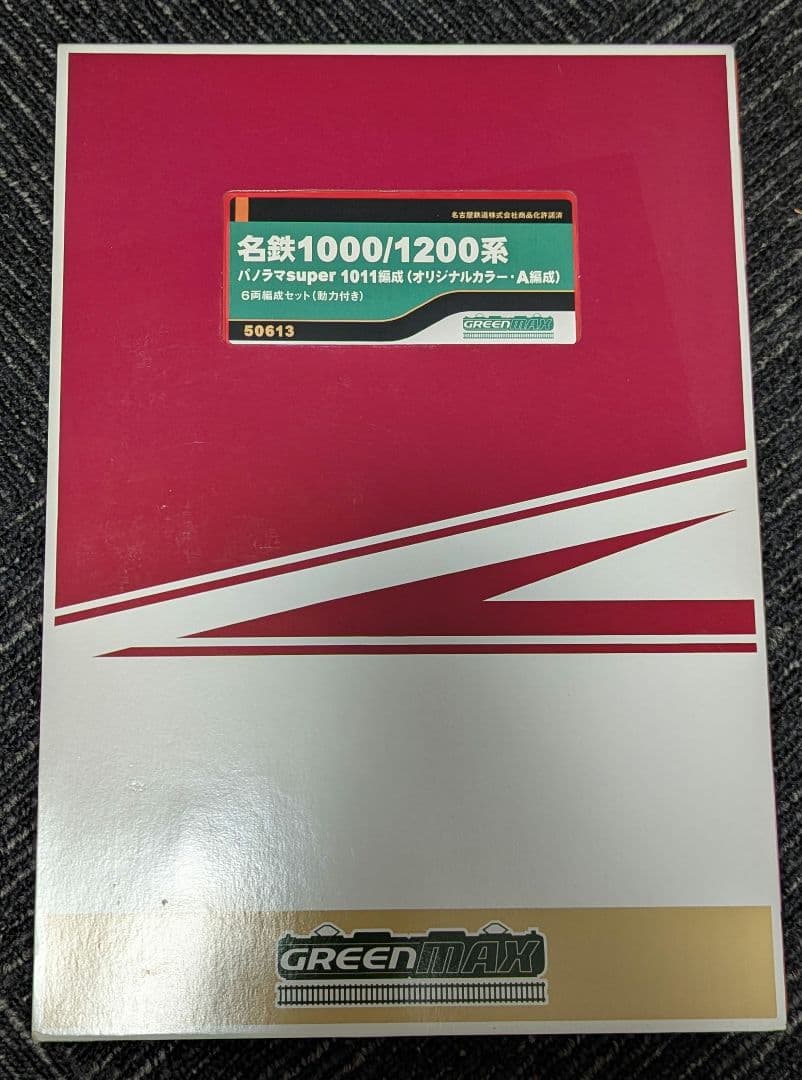 名古屋鉄道株式会社商品化許諾済
名鉄1000/1200系
パノラマsuper 1011編成(オリジナルカラー・A編成)
6両編成セット(動力付き)
50613
GREENMAX
GREENMAX